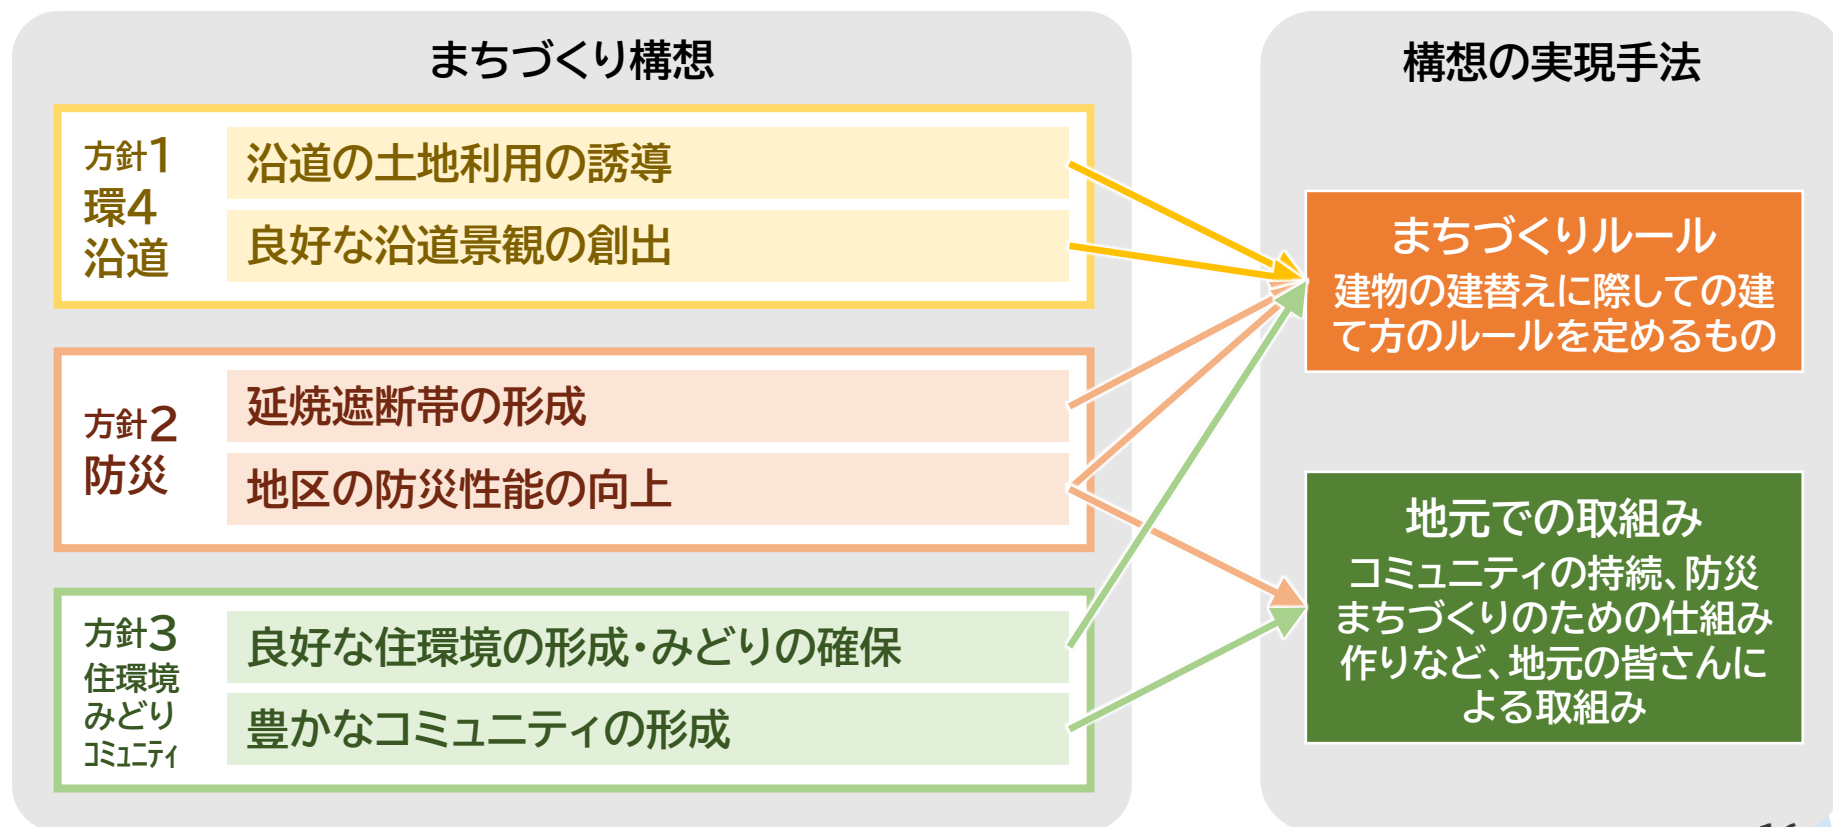 まちづくり構想
方針1
環4
沿道
沿道の土地利用の誘導
良好な沿道景観の創出
方針2
防災
延焼遮断帯の形成
地区の防災性能の向上
方針3
住環境
みどり
コミュニティ
良好な住環境の形成・みどりの確保
豊かなコミュニティの形成
構想の実現手法
まちづくりルール
建物の建替えに際しての建
て方のルールを定めるもの
地元での取組み
コミュニティの持続、防災
まちづくりのための仕組み
作りなど、地元の皆さんに
よる取組み